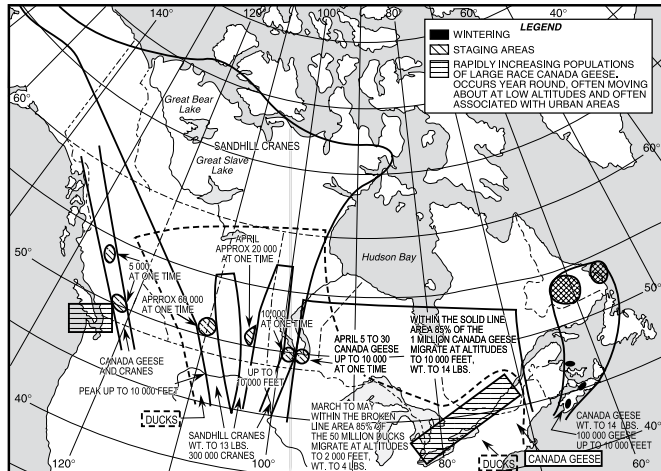 140°
120°
100°
80°
60°
40°
LEGEND
WINTERING
STAGING AREAS
RAPIDLY INCREASING POPULATIONS
OF LARGE RACE CANADA GEESE.
OCCURS YEAR ROUND, OFTEN MOVING
ABOUT AT LOW ALTITUDES AND OFTEN
ASSOCIATED WITH URBAN AREAS
60°
Great Bear
Lake
SANDHILL CRANES
Great Slave
Lake
60°
Hudson Bay
50°
APRIL
APPROX 20 000
AT ONE TIME
5 000
AT ONE TIME
APPROX 60 000
AT ONE TIME
10 000
AT ONE TIME
50°
APRIL 5 TO 30
CANADA GEESE
UP TO 10 000
AT ONE TIME
WITHIN THE SOLID LINE
AREA 85% OF THE
1 MILLION CANADA GEESE
MIGRATE AT ALTITUDES
TO 10 000 FEET,
WT. TO 14 LBS.
CANADA GEESE
AND CRANES
PEAK UP TO 10 000 FEET
UP TO
10 000 FEET
40°
DUCKS
SANDHILL CRANES
WT. TO 13 LBS.
300 000 CRANES
MARCH TO MAY
WITHIN THE BROKEN
LINE AREA 85% OF
THE 50 MILLION DUCKS
MIGRATE AT ALTITUDES
TO 2 000 FEET,
WT. TO 4 LBS.
CANADA GEESE
WT. TO 14 LBS.
100 000 GEESE
UP TO 10 000 FEET
40°
DUCKS
CANADA GEESE
120°
100°
80°
60°